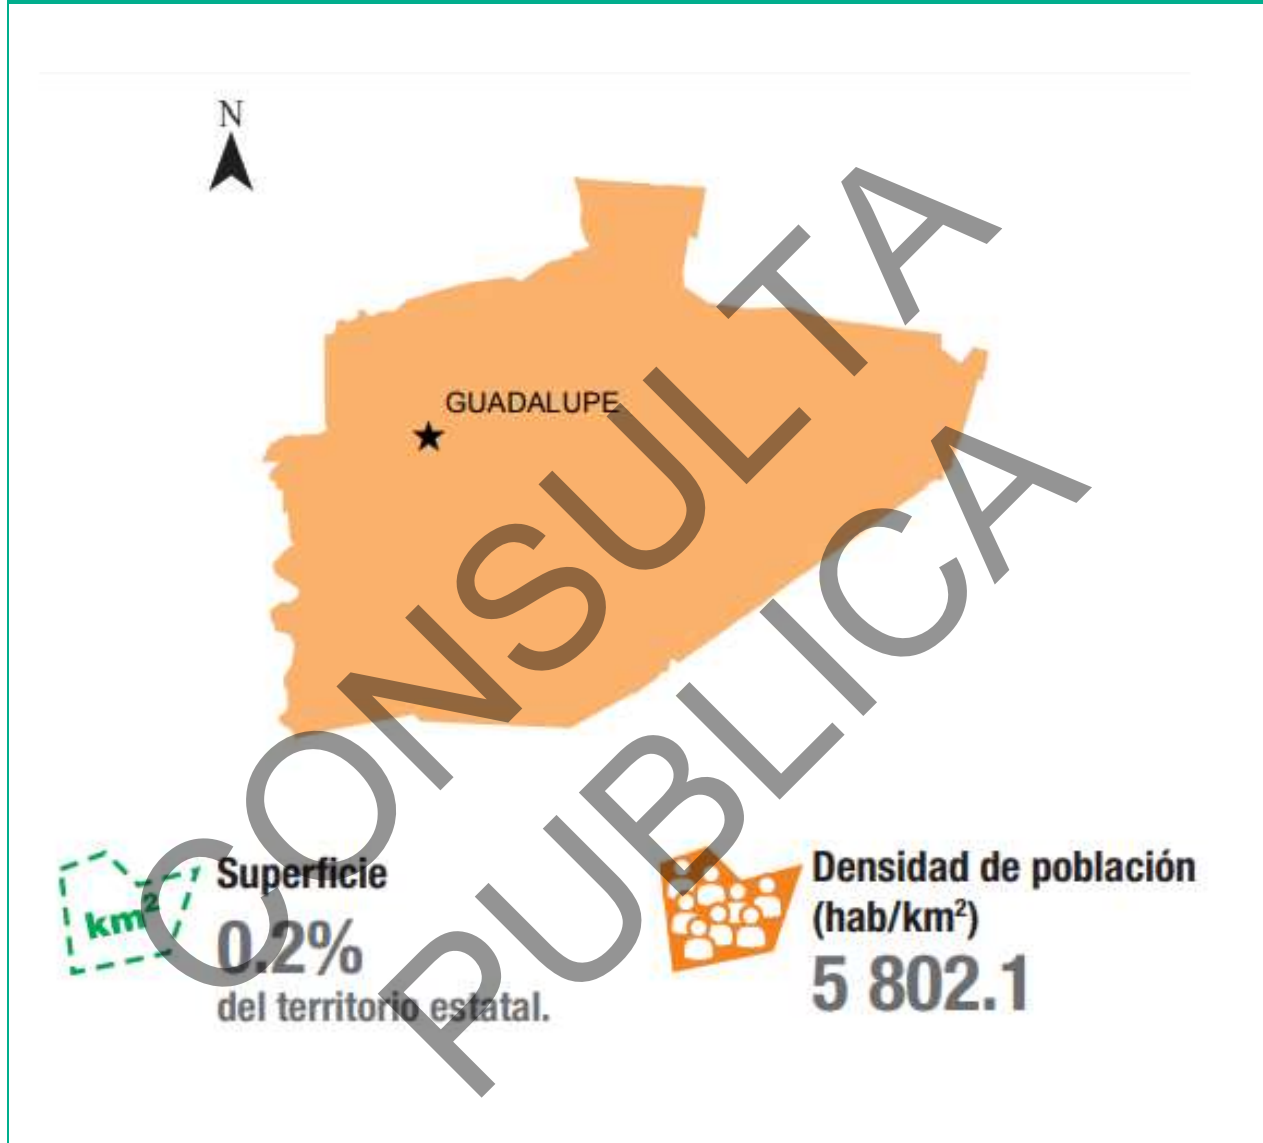 N
GUADALUPE
km²
Superficie
0.2%
del territorio estatal.
Densidad de población
(hab/km²)
5 802.1
CONSULTA
PUBLICA